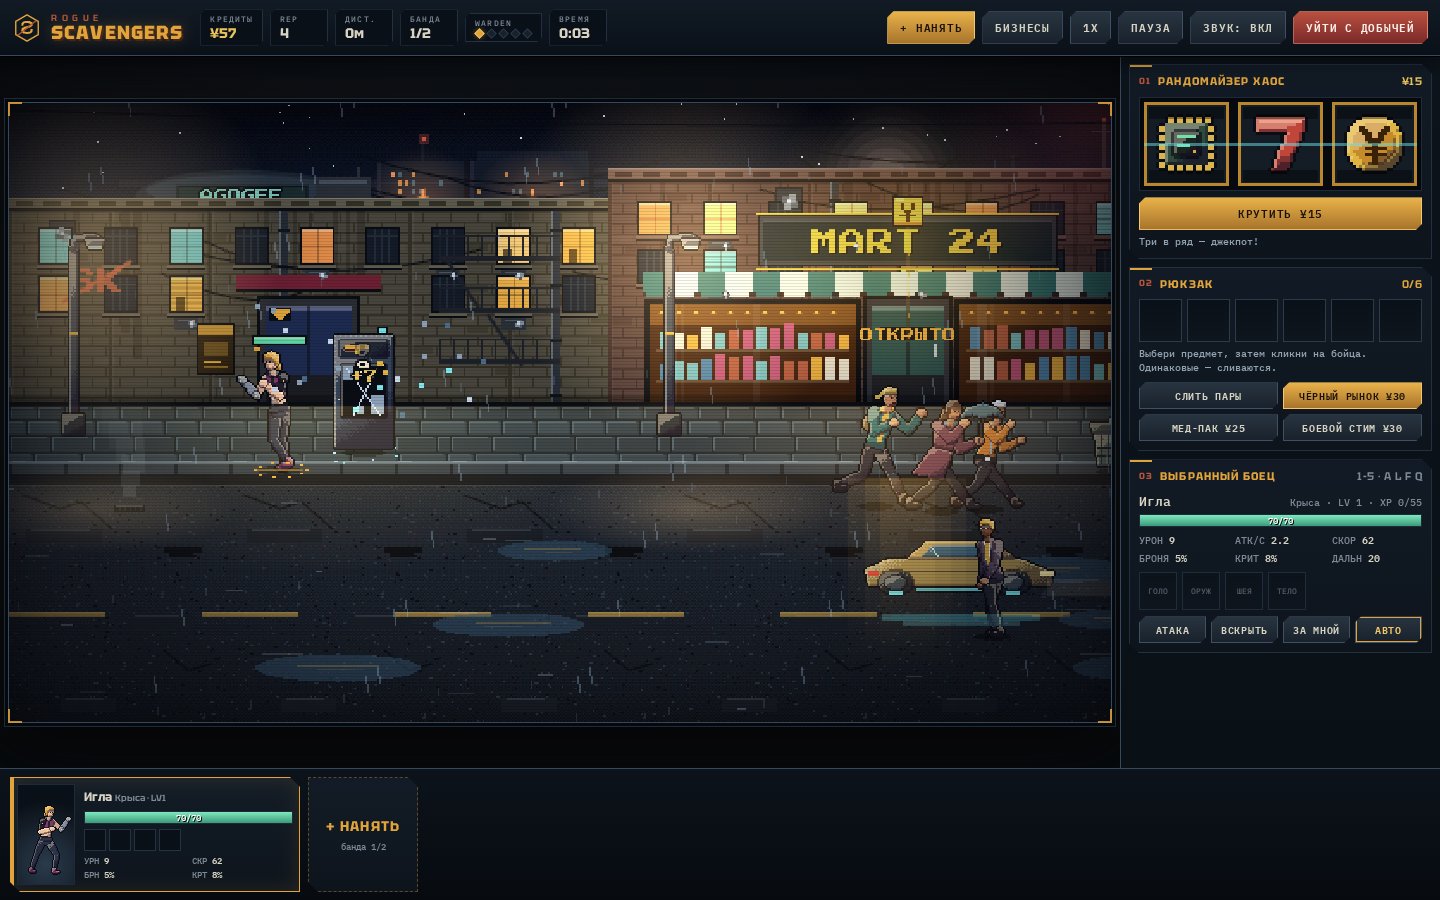 ROGUE
SCAVENGERS
КРЕДИТЫ
¥57
REP
4
ДИСТ.
0м
БАНДА
1/2
WARDEN
ВРЕМЯ
0:03
+ НАНЯТЬ
БИЗНЕСЫ
1X
ПАУЗА
ЗВУК: ВКЛ
УЙТИ С ДОБЫЧЕЙ
AGOGEE
SK
MART 24
ОТКРЫТО
01 РАНДОМАЙЗЕР ХАОС ¥15
7
КРУТИТЬ ¥15
Три в ряд — джекпот!
02 РЮКЗАК 0/6
Выбери предмет, затем кликни на бойца.
Одинаковые — сливаются.
СЛИТЬ ПАРЫ
ЧЁРНЫЙ РЫНОК ¥30
МЕД-ПАК ¥25
БОЕВОЙ СТИМ ¥30
03 ВЫБРАННЫЙ БОЕЦ 1-5·ALFQ
Игла Крыса · LV 1 · XP 0/55
70/70
УРОН 9 АТК/С 2.2 СКОР 62
БРОНЯ 5% КРИТ 8% ДАЛЬН 20
ГОЛО ОРУЖ ШЕЯ ТЕЛО
АТАКА
ВСКРЫТЬ
ЗА МНОЙ
АВТО
Игла Крыса·LV1
70/70
УРН 9 СКР 62
БРН 5% КРТ 8%
+ НАНЯТЬ
банда 1/2